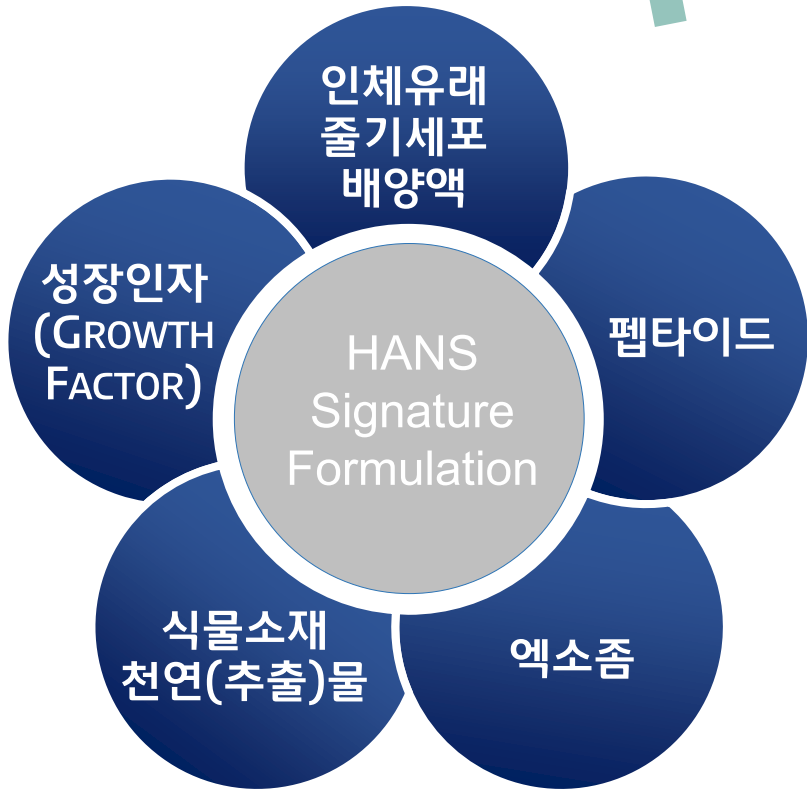 인체유래
줄기세포
배양액
성장인자
(GROWTH
FACTOR)
펩타이드
HANS
Signature
Formulation
식물소재
천연(추출)물
엑소좀